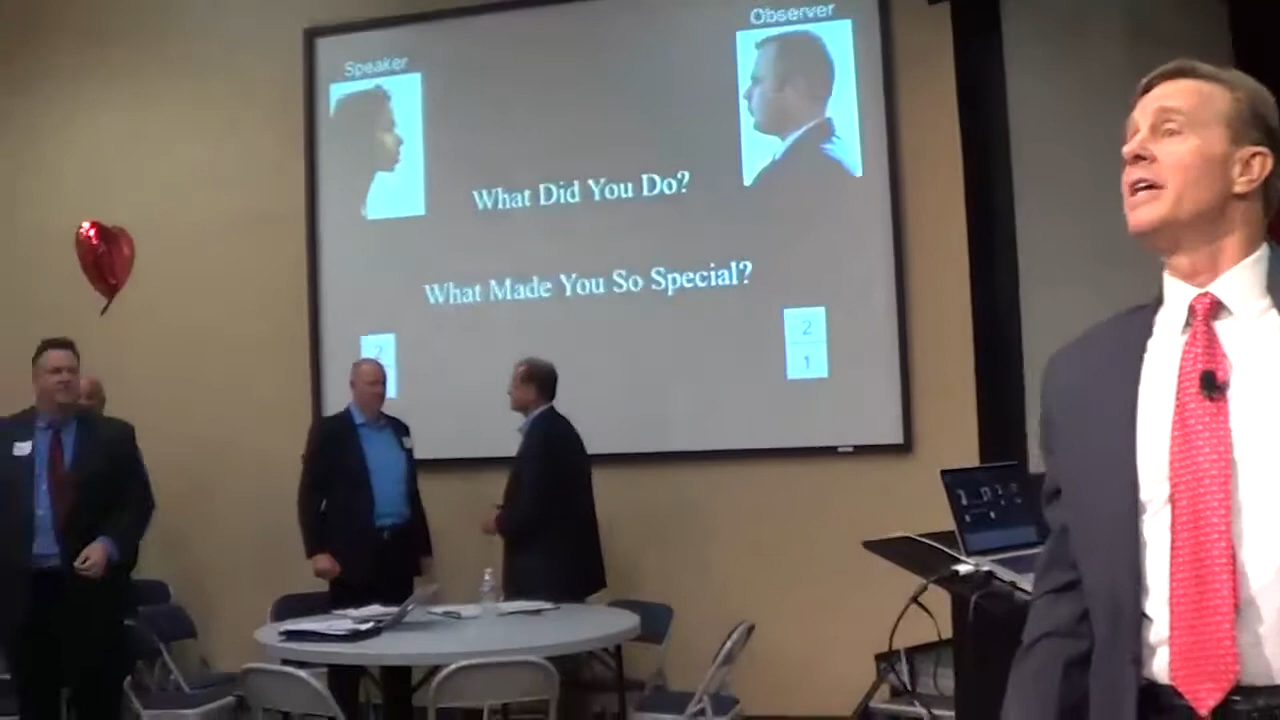 Speaker
Observer
What Did You Do?
What Made You So Special?
2
2
1